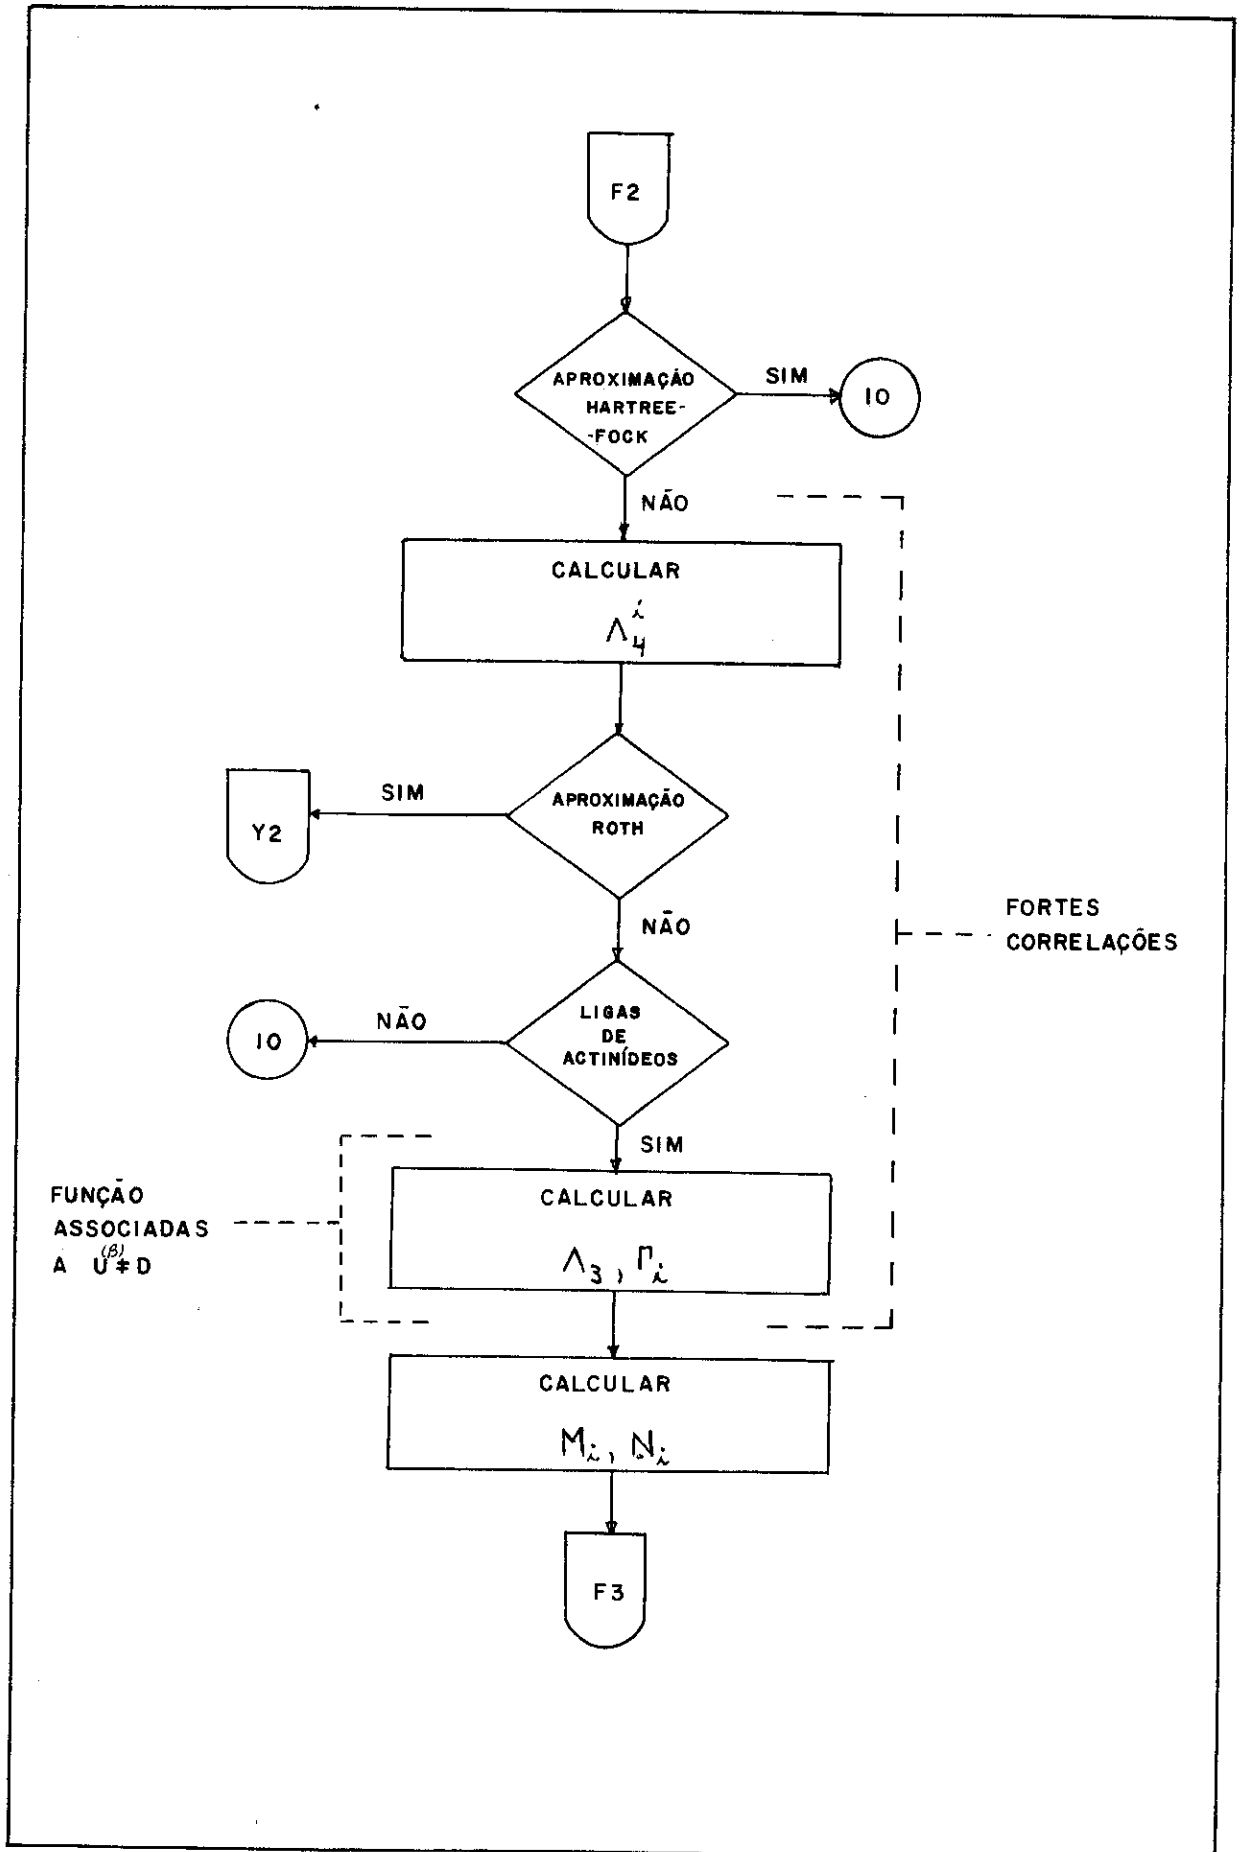 F2
APROXIMAÇÃO
HARTREE-
-FOCK
SIM
10
NÃO
CALCULAR
Λ₄ⁱ
APROXIMAÇÃO
ROTH
SIM
Y2
NÃO
FORTES
CORRELAÇÕES
LIGAS
DE
ACTINÍDEOS
NÃO
10
SIM
FUNÇÃO
ASSOCIADAS
A U⁽ᵝ⁾≠D
CALCULAR
Λ₃, Γᵢ
CALCULAR
Mᵢ, Nᵢ
F3